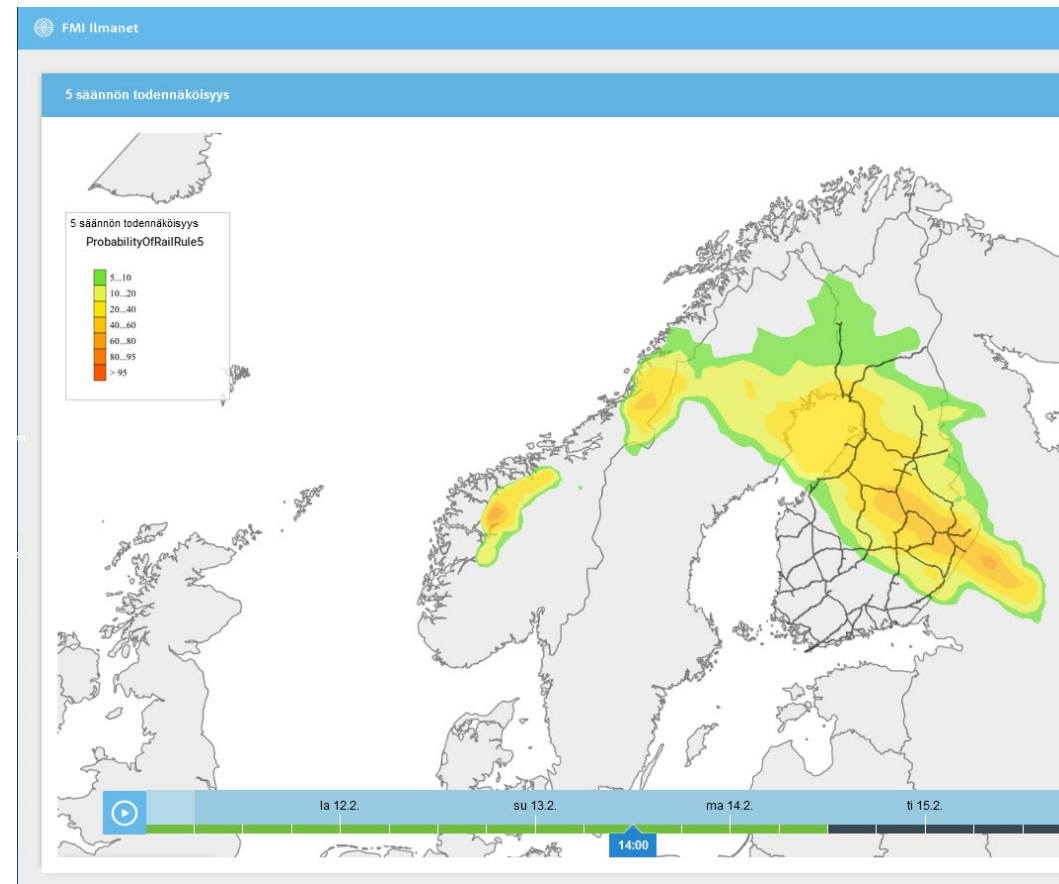 FMI Ilmanet
5 säännön todennäköisyys
5 säännön todennäköisyys
ProbabilityOfRailRule5
5...10
10...20
20...40
40...60
60...80
80...95
> 95
la 12.2.
su 13.2.
ma 14.2.
ti 15.2.
14:00